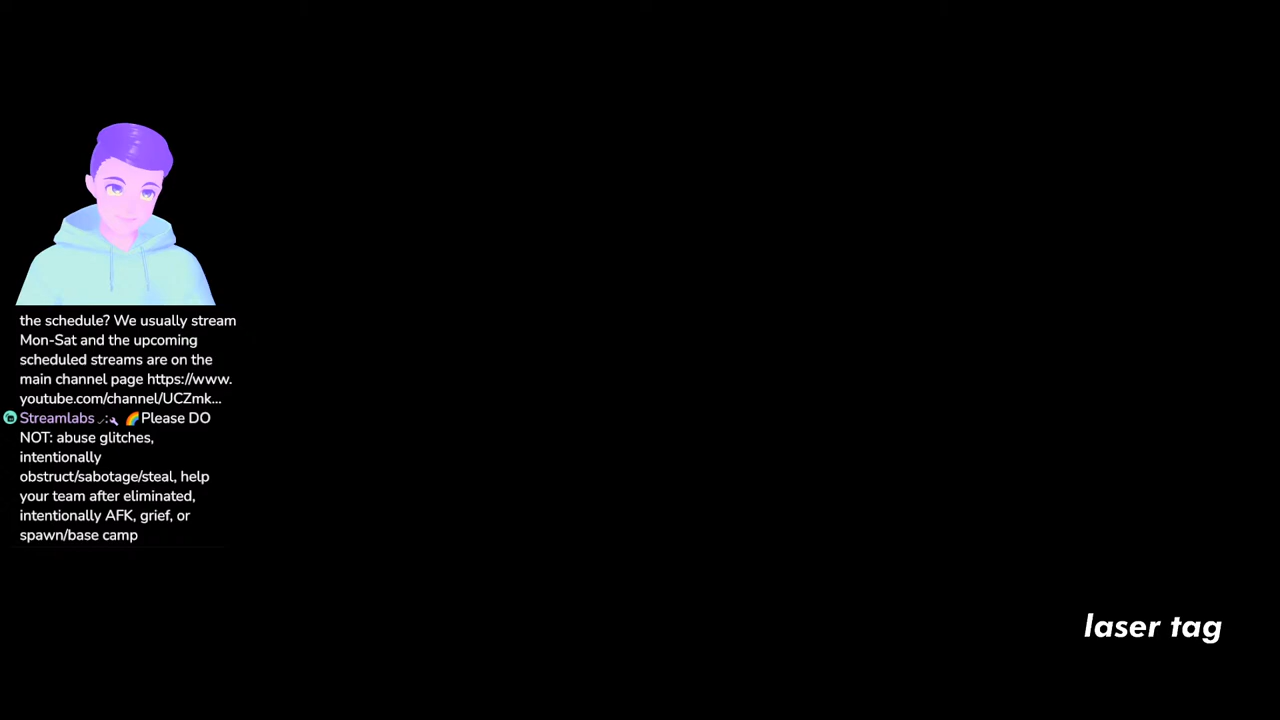 the schedule? We usually stream
Mon-Sat and the upcoming
scheduled streams are on the
main channel page https://www.
youtube.com/channel/UCZmk...
Streamlabs 🌈Please DO
NOT: abuse glitches,
intentionally
obstruct/sabotage/steal, help
your team after eliminated,
intentionally AFK, grief, or
spawn/base camp
laser tag